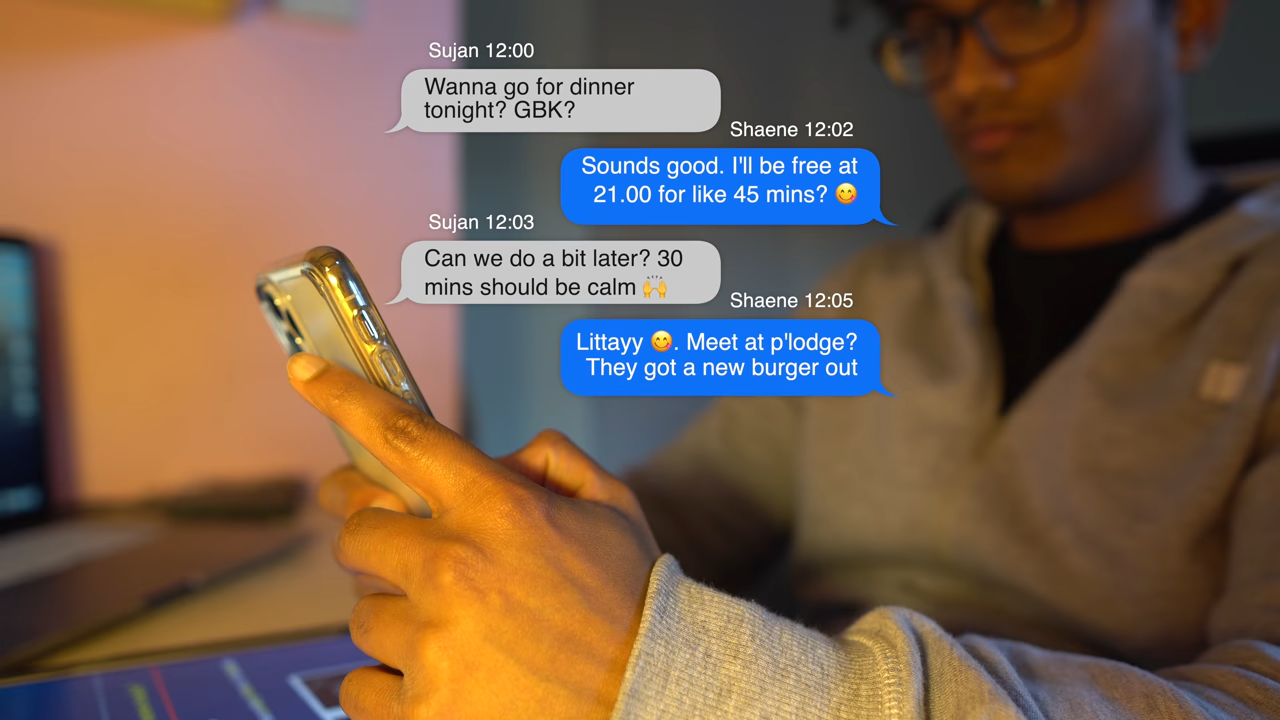 Sujan 12:00
Wanna go for dinner
tonight? GBK?
Shaene 12:02
Sounds good. I'll be free at
21.00 for like 45 mins? 😋
Sujan 12:03
Can we do a bit later? 30
mins should be calm 🙌
Shaene 12:05
Littayy 😋. Meet at p'lodge?
They got a new burger out